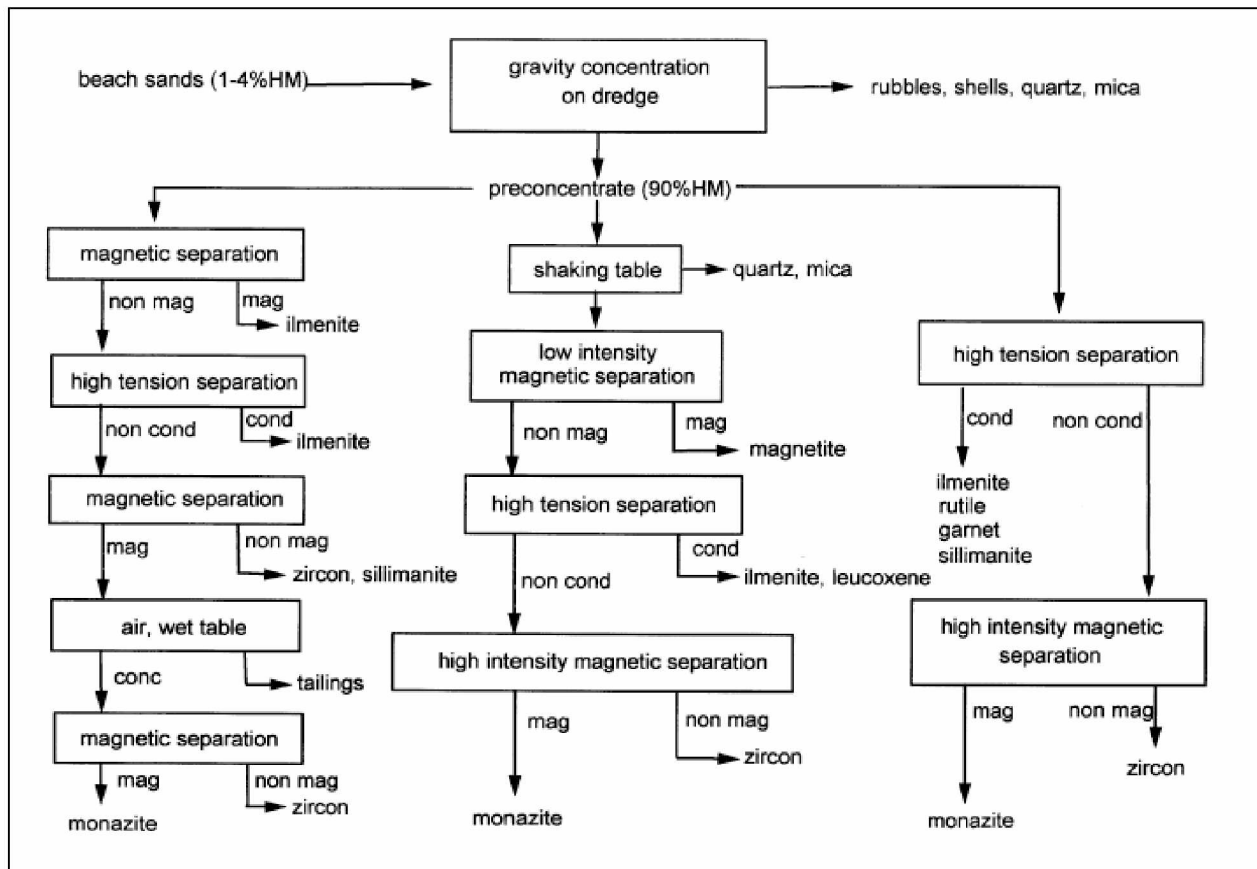 beach sands (1-4%HM)
gravity concentration
on dredge
rubbles, shells, quartz, mica
preconcentrate (90%HM)
magnetic separation
non mag
mag
ilmenite
high tension separation
non cond
cond
ilmenite
magnetic separation
mag
non mag
zircon, sillimanite
air, wet table
conc
tailings
magnetic separation
mag
non mag
zircon
monazite
shaking table
quartz, mica
low intensity
magnetic separation
non mag
mag
magnetite
high tension separation
non cond
cond
ilmenite, leucoxene
high intensity magnetic separation
mag
non mag
zircon
monazite
high tension separation
cond
non cond
ilmenite
rutile
garnet
sillimanite
high intensity magnetic
separation
mag
non mag
zircon
monazite